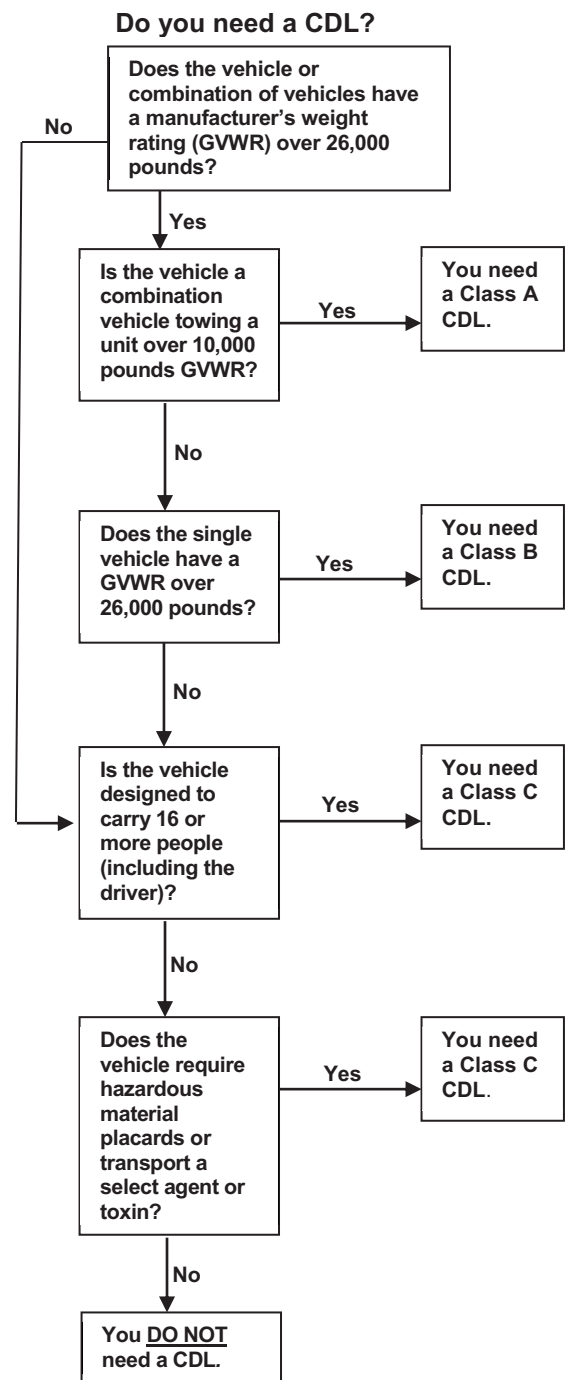 Do you need a CDL?
Does the vehicle or
combination of vehicles have
a manufacturer's weight
rating (GVWR) over 26,000
pounds?
No
Yes
Is the vehicle a
combination
vehicle towing a
unit over 10,000
pounds GVWR?
Yes
You need
a Class A
CDL.
No
Does the single
vehicle have a
GVWR over
26,000 pounds?
Yes
You need
a Class B
CDL.
No
Is the vehicle
designed to
carry 16 or
more people
(including the
driver)?
Yes
You need
a Class C
CDL.
No
Does the
vehicle require
hazardous
material
placards or
transport a
select agent or
toxin?
Yes
You need
a Class C
CDL.
No
You DO NOT
need a CDL.